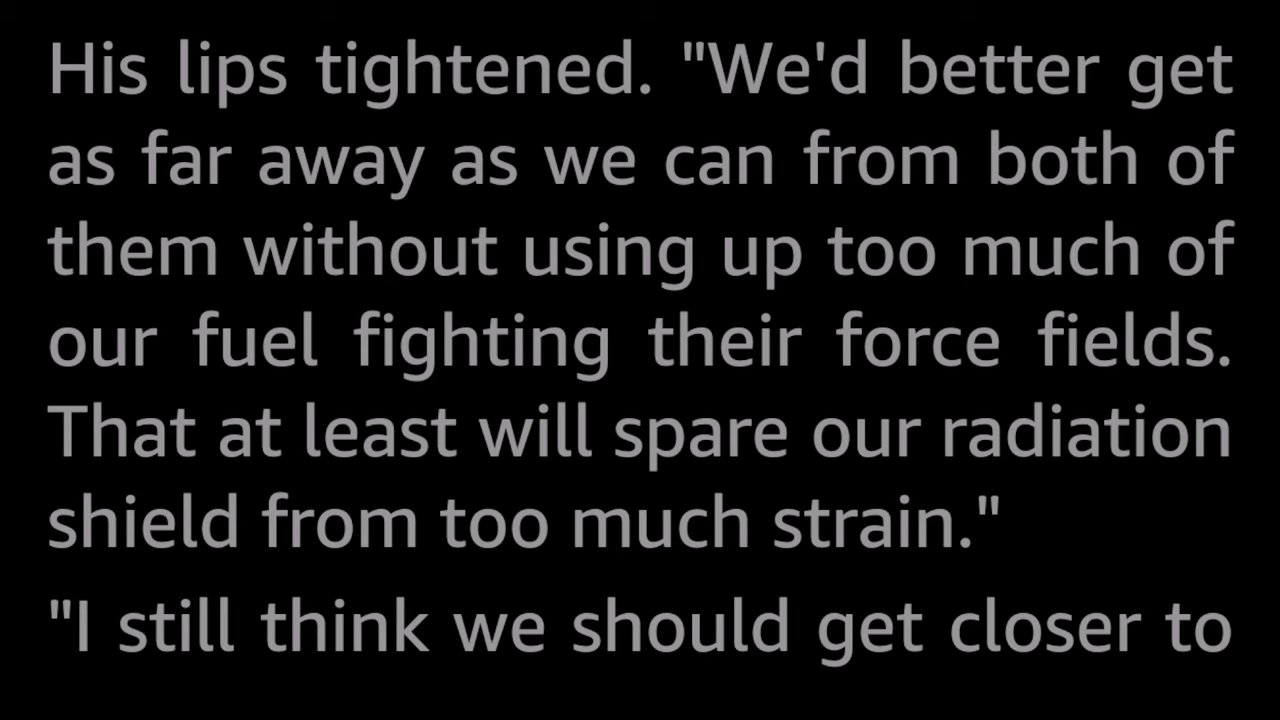 His lips tightened. "We'd better get
as far away as we can from both of
them without using up too much of
our fuel fighting their force fields.
That at least will spare our radiation
shield from too much strain."
"I still think we should get closer to